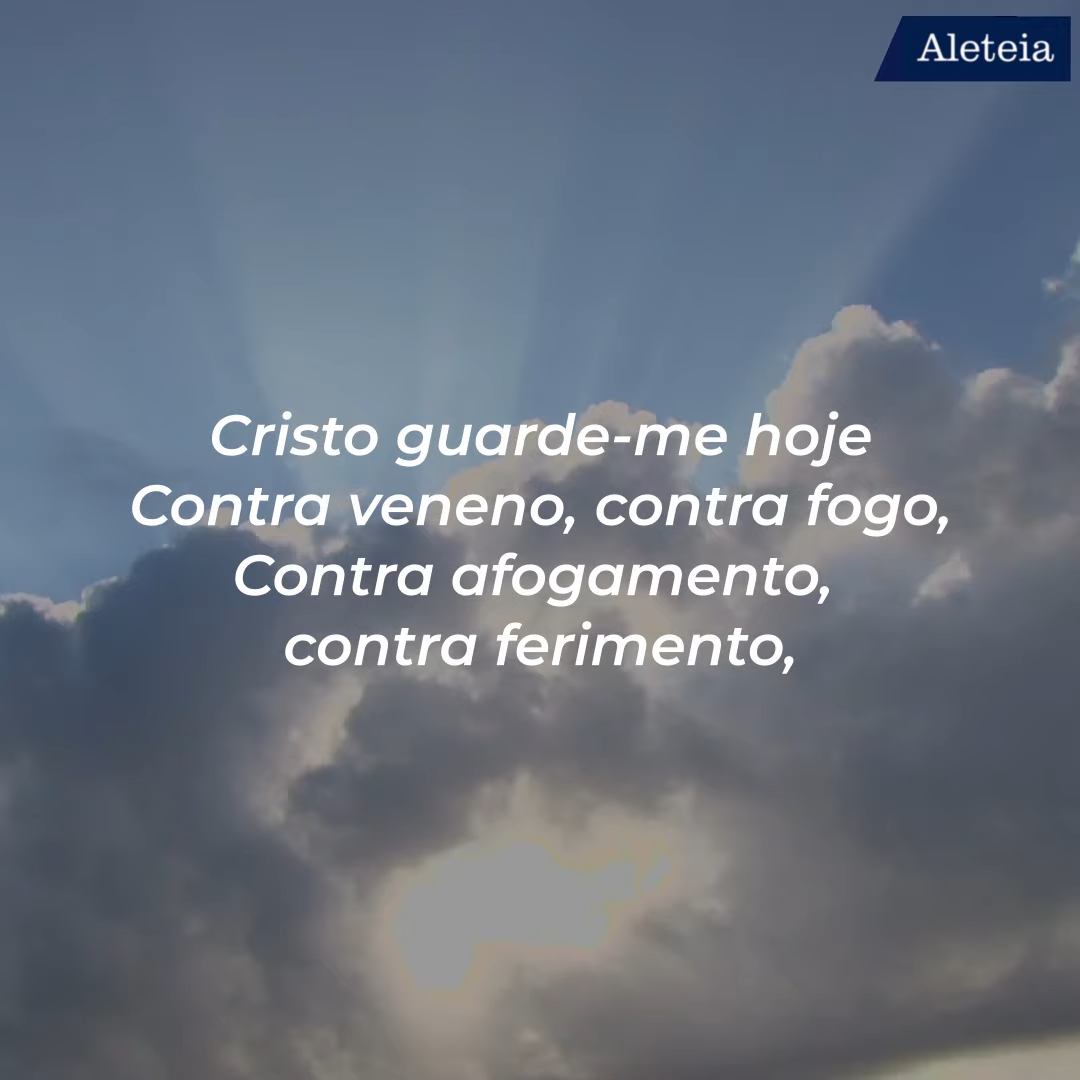 Aleteia
Cristo guarde-me hoje
Contra veneno, contra fogo,
Contra afogamento,
contra ferimento,